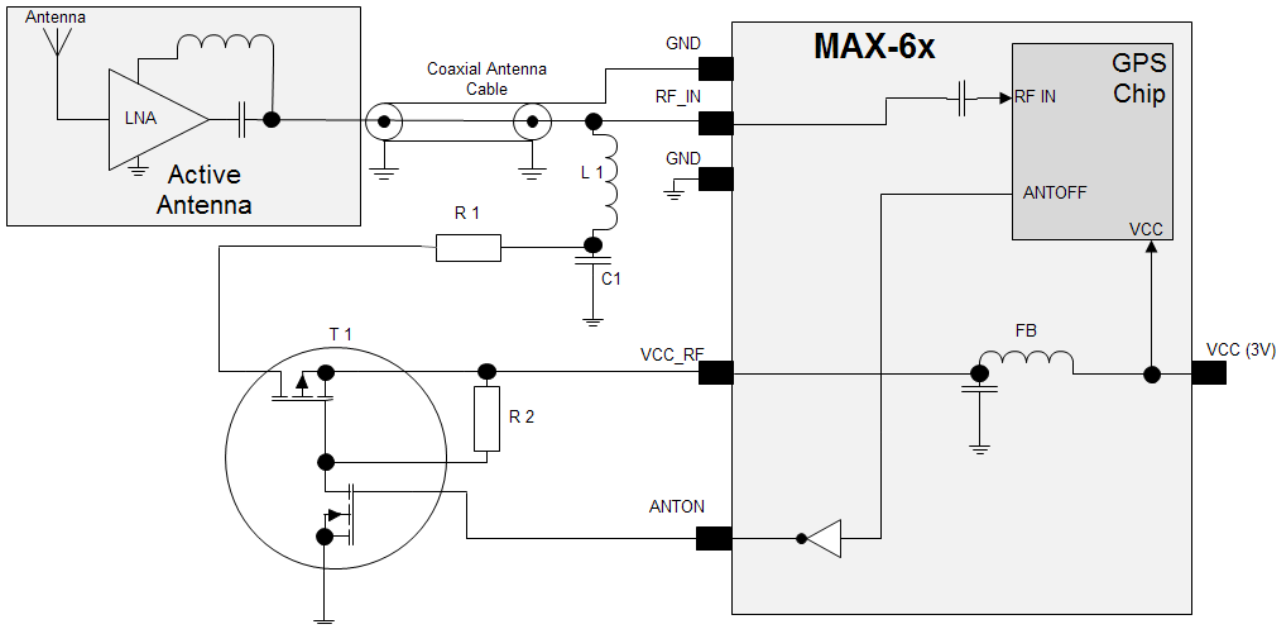 Antenna
LNA
Active
Antenna
Coaxial Antenna
Cable
GND
RF_IN
GND
MAX-6x
GPS
Chip
RF IN
ANTOFF
VCC
L 1
R 1
C1
T 1
VCC_RF
FB
VCC (3V)
R 2
ANTON